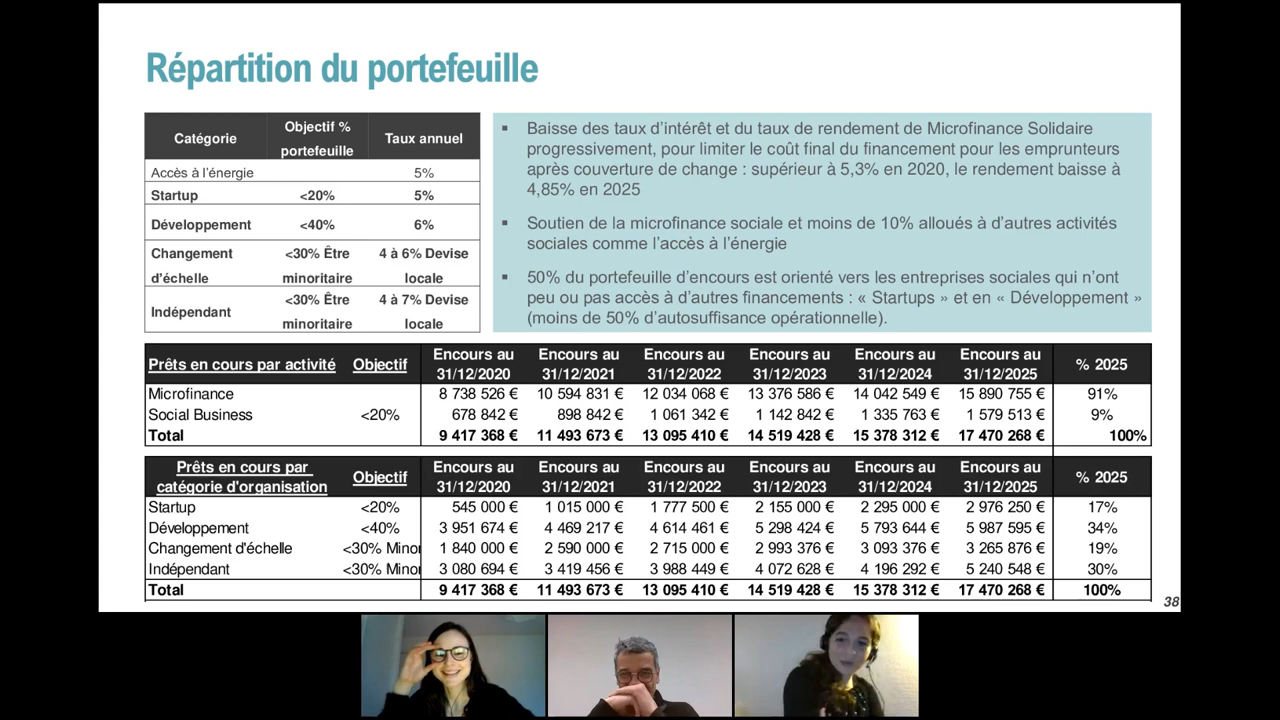 Répartition du portefeuille
Catégorie Objectif % portefeuille Taux annuel
Accès à l'énergie 5%
Startup <20% 5%
Développement <40% 6%
Changement d'échelle <30% Être minoritaire 4 à 6% Devise locale
Indépendant <30% Être minoritaire 4 à 7% Devise locale
▪ Baisse des taux d'intérêt et du taux de rendement de Microfinance Solidaire
progressivement, pour limiter le coût final du financement pour les emprunteurs
après couverture de change : supérieur à 5,3% en 2020, le rendement baisse à
4,85% en 2025
▪ Soutien de la microfinance sociale et moins de 10% alloués à d'autres activités
sociales comme l'accès à l'énergie
▪ 50% du portefeuille d'encours est orienté vers les entreprises sociales qui n'ont
peu ou pas accès à d'autres financements : « Startups » et en « Développement »
(moins de 50% d'autosuffisance opérationnelle).
Prêts en cours par activité Objectif Encours au 31/12/2020 Encours au 31/12/2021 Encours au 31/12/2022 Encours au 31/12/2023 Encours au 31/12/2024 Encours au 31/12/2025 % 2025
Microfinance 8 738 526 € 10 594 831 € 12 034 068 € 13 376 586 € 14 042 549 € 15 890 755 € 91%
Social Business <20% 678 842 € 898 842 € 1 061 342 € 1 142 842 € 1 335 763 € 1 579 513 € 9%
Total 9 417 368 € 11 493 673 € 13 095 410 € 14 519 428 € 15 378 312 € 17 470 268 € 100%
Prêts en cours par catégorie d'organisation Objectif Encours au 31/12/2020 Encours au 31/12/2021 Encours au 31/12/2022 Encours au 31/12/2023 Encours au 31/12/2024 Encours au 31/12/2025 % 2025
Startup <20% 545 000 € 1 015 000 € 1 777 500 € 2 155 000 € 2 295 000 € 2 976 250 € 17%
Développement <40% 3 951 674 € 4 469 217 € 4 614 461 € 5 298 424 € 5 793 644 € 5 987 595 € 34%
Changement d'échelle <30% Minor 1 840 000 € 2 590 000 € 2 715 000 € 2 993 376 € 3 093 376 € 3 265 876 € 19%
Indépendant <30% Minor 3 080 694 € 3 419 456 € 3 988 449 € 4 072 628 € 4 196 292 € 5 240 548 € 30%
Total 9 417 368 € 11 493 673 € 13 095 410 € 14 519 428 € 15 378 312 € 17 470 268 € 100%
38